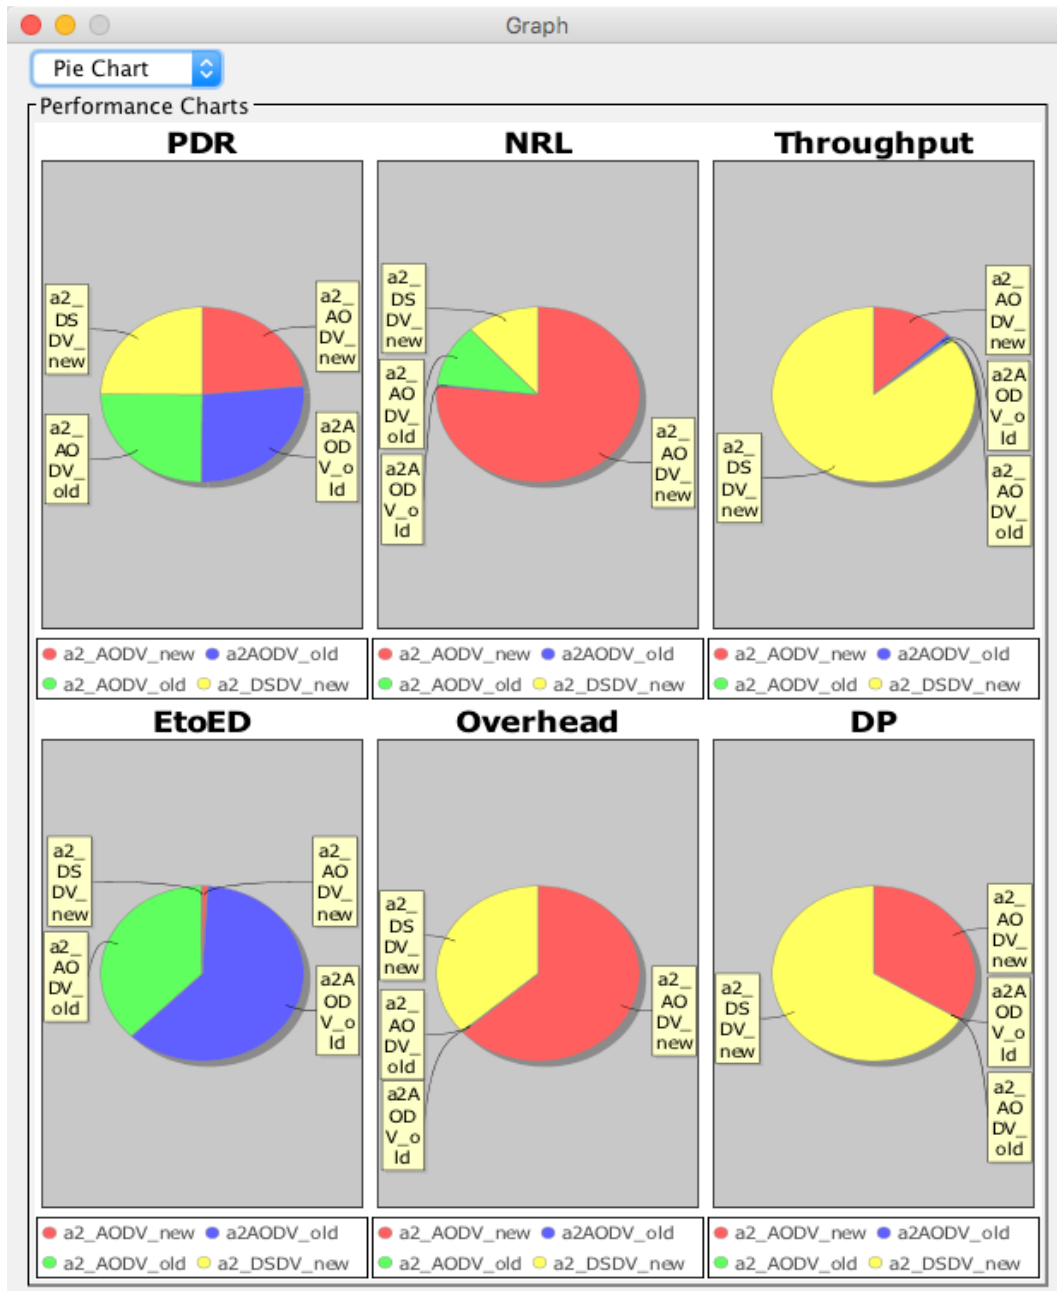 Graph
Pie Chart
Performance Charts
PDR
a2_
DS
DV_
new
a2_
AO
DV_
new
a2_
AO
DV_
old
a2A
OD
V_o
ld
a2_AODV_new a2AODV_old
a2_AODV_old a2_DSDV_new
NRL
a2_
DS
DV_
new
a2_
AO
DV_
old
a2A
OD
V_o
ld
a2_
AO
DV_
new
a2_AODV_new a2AODV_old
a2_AODV_old a2_DSDV_new
Throughput
a2_
AO
DV_
new
a2A
OD
V_o
ld
a2_
DS
DV_
new
a2_
AO
DV_
old
a2_AODV_new a2AODV_old
a2_AODV_old a2_DSDV_new
EtoED
a2_
DS
DV_
new
a2_
AO
DV_
new
a2_
AO
DV_
old
a2A
OD
V_o
ld
a2_AODV_new a2AODV_old
a2_AODV_old a2_DSDV_new
Overhead
a2_
DS
DV_
new
a2_
AO
DV_
old
a2A
OD
V_o
ld
a2_
AO
DV_
new
a2_AODV_new a2AODV_old
a2_AODV_old a2_DSDV_new
DP
a2_
AO
DV_
new
a2_
DS
DV_
new
a2A
OD
V_o
ld
a2_
AO
DV_
old
a2_AODV_new a2AODV_old
a2_AODV_old a2_DSDV_new